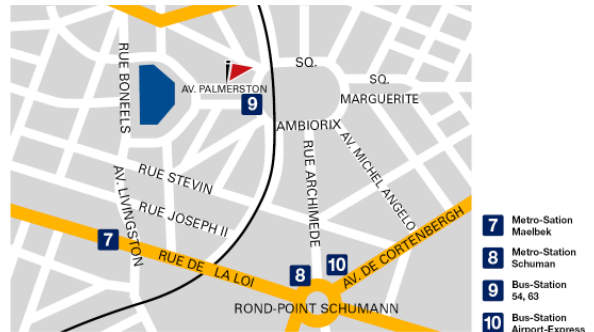 RUE BONEELS
AV. PALMERSTON
9
SQ.
SQ.
MARGUERITE
AMBIORIX
AV. MICHEL ANGELO
RUE ARCHIMEDE
RUE STEVIN
AV. LIVINGSTON
RUE JOSEPH II
7
RUE DE LA LOI
8
10
AV. DE CORTENBERGH
ROND-POINT SCHUMANN
7 Metro-Sation
Maelbek
8 Metro-Station
Schuman
9 Bus-Station
54, 63
10 Bus-Station
Airport-Express